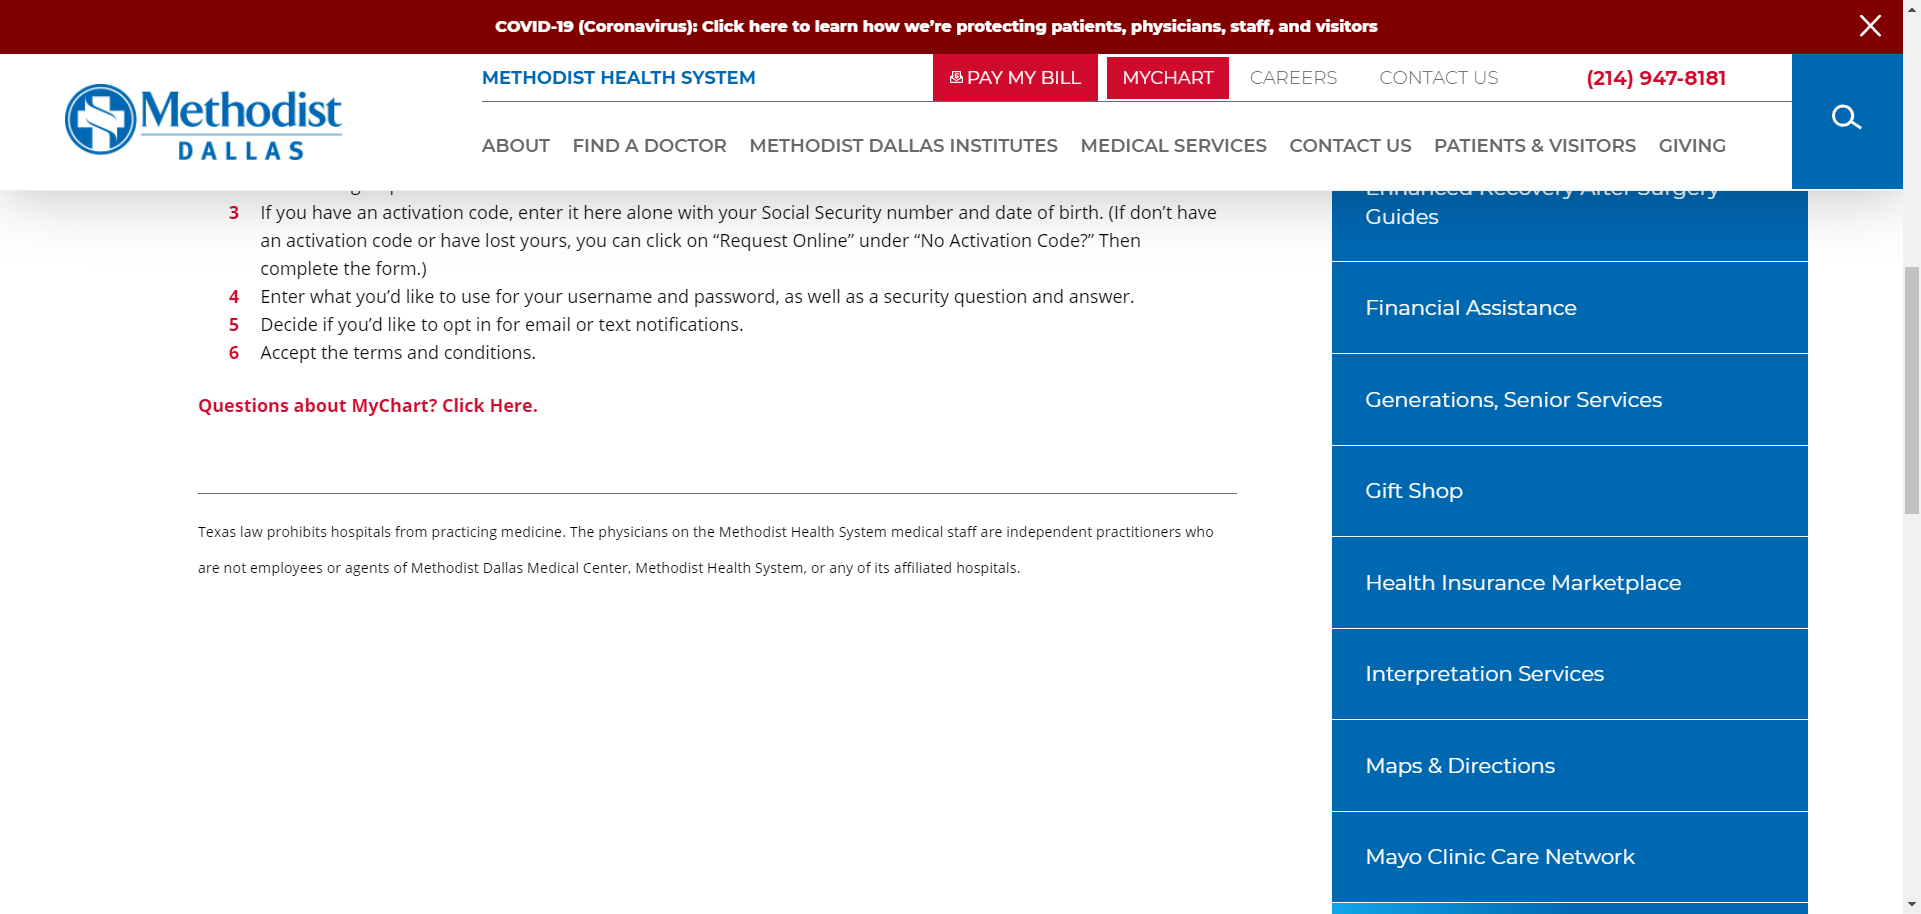 COVID-19 (Coronavirus): Click here to learn how we’re protecting patients, physicians, staff, and visitors
Methodist
DALLAS
METHODIST HEALTH SYSTEM
PAY MY BILL
MYCHART
CAREERS
CONTACT US
(214) 947-8181
ABOUT
FIND A DOCTOR
METHODIST DALLAS INSTITUTES
MEDICAL SERVICES
CONTACT US
PATIENTS & VISITORS
GIVING
3 If you have an activation code, enter it here alone with your Social Security number and date of birth. (If don’t have
an activation code or have lost yours, you can click on “Request Online” under “No Activation Code?” Then
complete the form.)
4 Enter what you’d like to use for your username and password, as well as a security question and answer.
5 Decide if you’d like to opt in for email or text notifications.
6 Accept the terms and conditions.
Questions about MyChart? Click Here.
Texas law prohibits hospitals from practicing medicine. The physicians on the Methodist Health System medical staff are independent practitioners who
are not employees or agents of Methodist Dallas Medical Center, Methodist Health System, or any of its affiliated hospitals.
Enhanced Recovery After Surgery
Guides
Financial Assistance
Generations, Senior Services
Gift Shop
Health Insurance Marketplace
Interpretation Services
Maps & Directions
Mayo Clinic Care Network